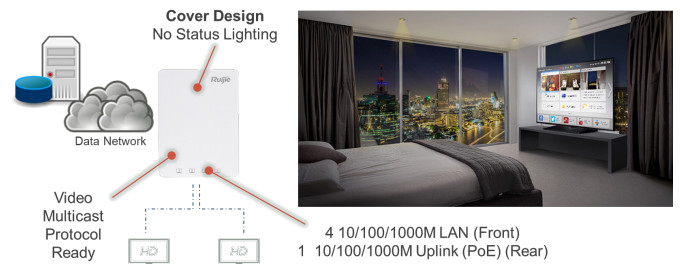 Cover Design
No Status Lighting
Ruijie
Data Network
Video
Multicast
Protocol
Ready
HD
HD
4 10/100/1000M LAN (Front)
1 10/100/1000M Uplink (PoE) (Rear)